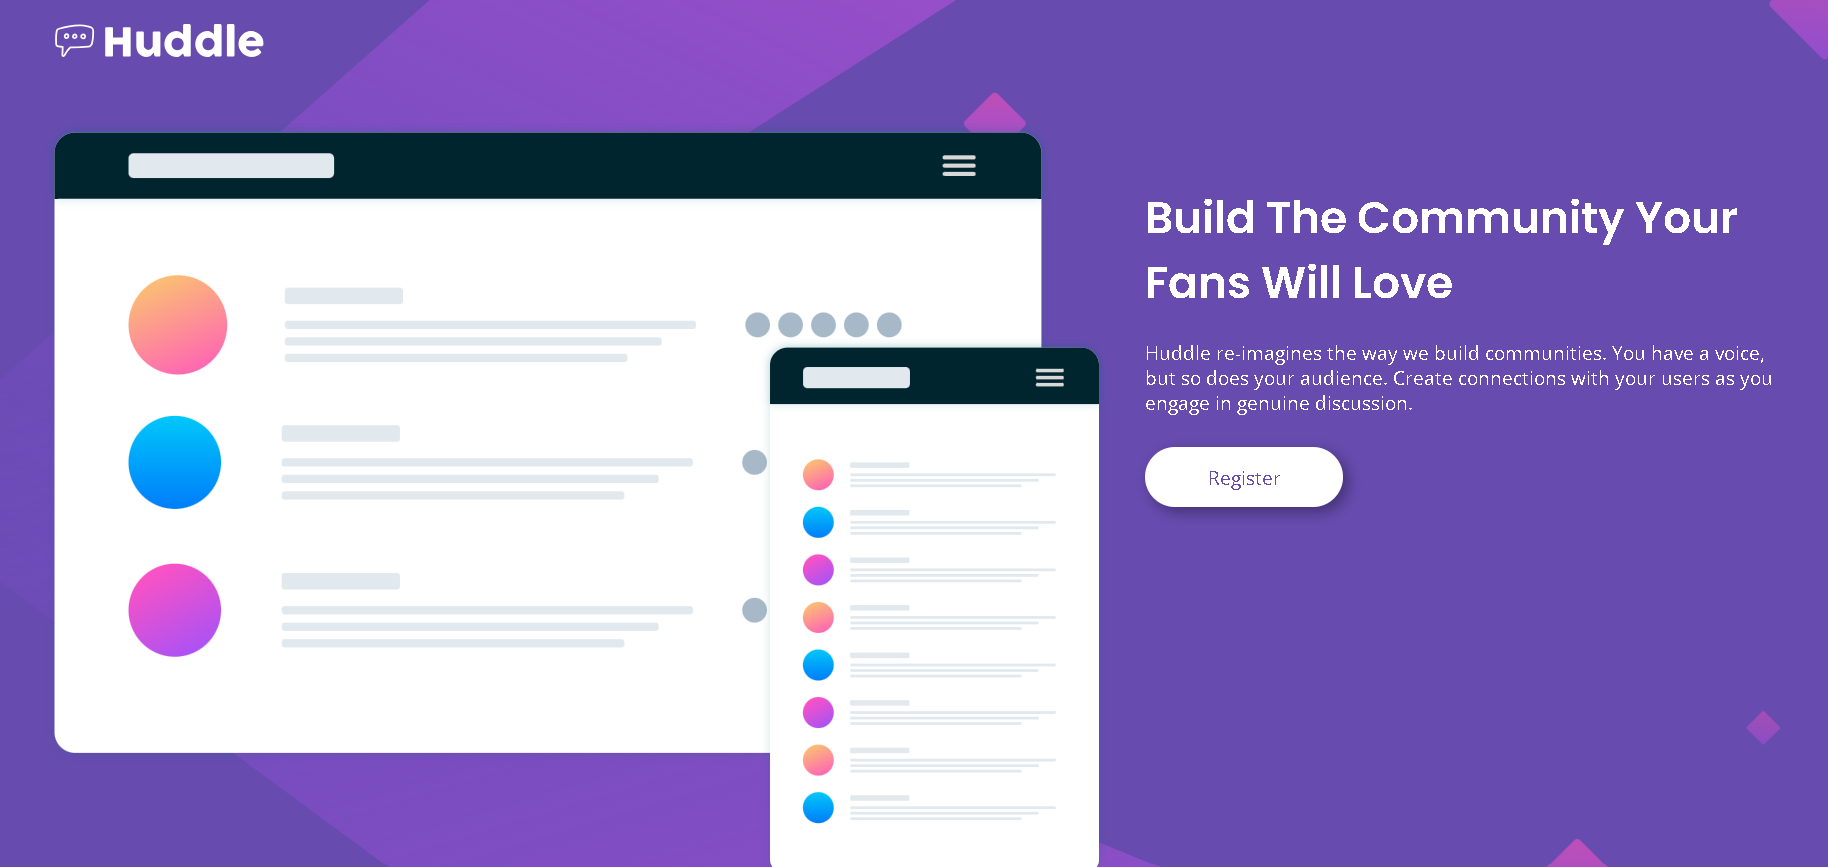 Huddle
Build The Community Your
Fans Will Love
Huddle re-imagines the way we build communities. You have a voice,
but so does your audience. Create connections with your users as you
engage in genuine discussion.
Register